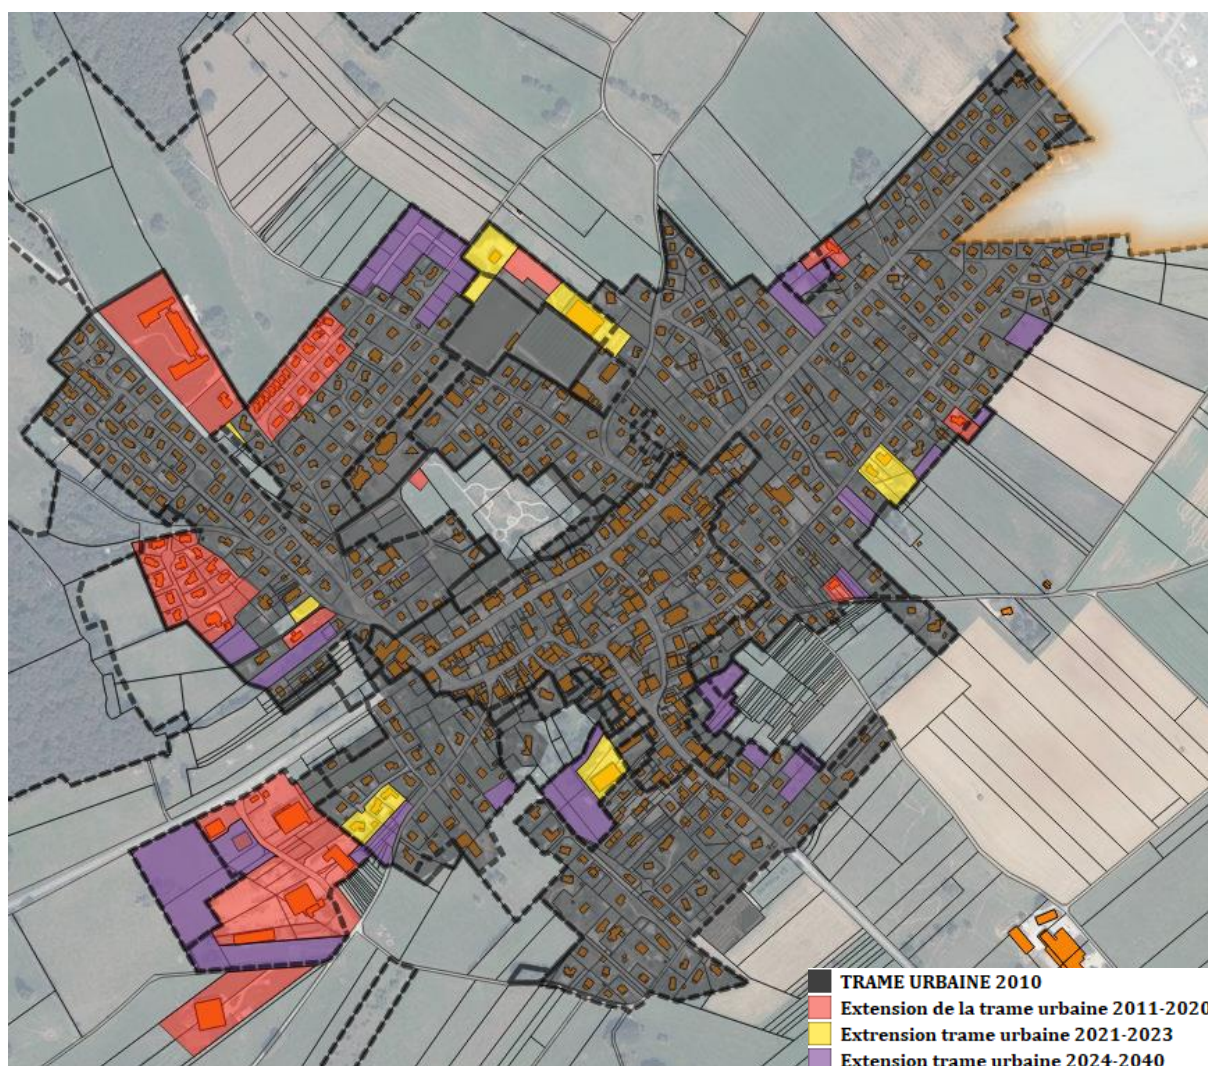 TRAME URBAINE 2010
Extension de la trame urbaine 2011-2020
Extrension trame urbaine 2021-2023
Extension trame urbaine 2024-2040